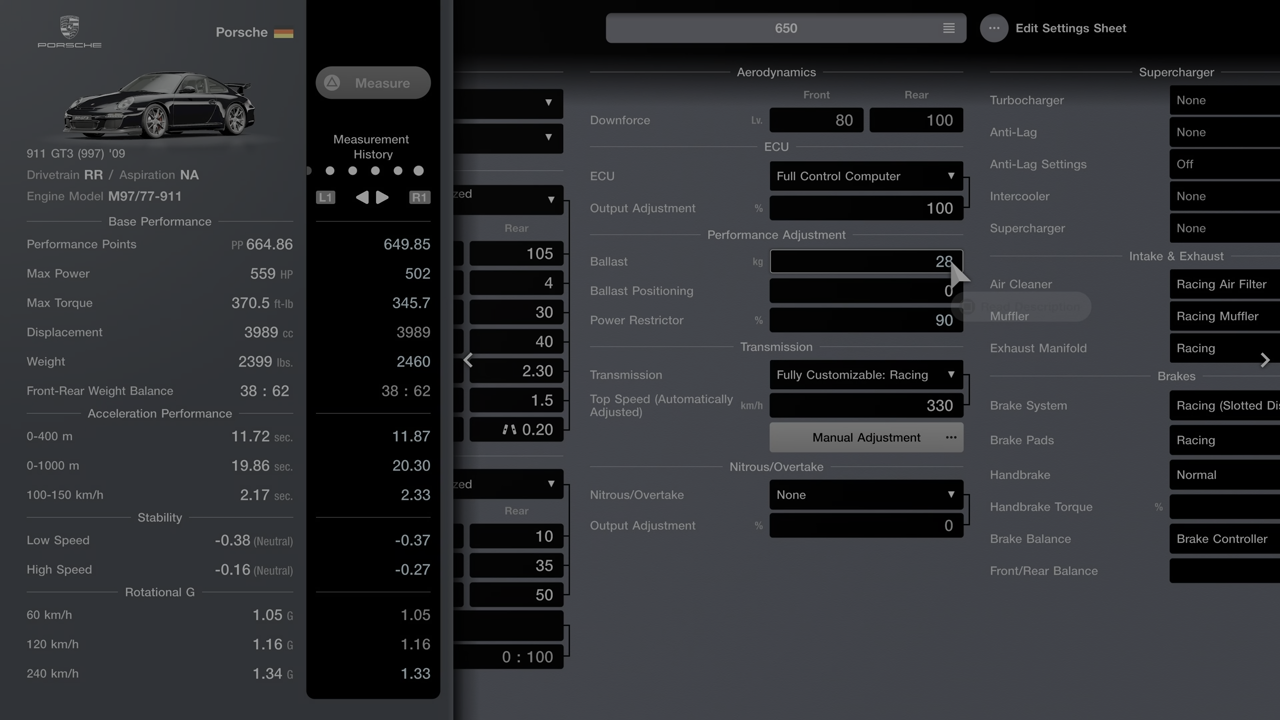 PORSCHE
Porsche
911 GT3 (997) '09
Drivetrain RR / Aspiration NA
Engine Model M97/77-911
Base Performance
Performance Points PP 664.86
Max Power 559 HP
Max Torque 370.5 ft-lb
Displacement 3989 cc
Weight 2399 lbs.
Front-Rear Weight Balance 38 : 62
Acceleration Performance
0-400 m 11.72 sec.
0-1000 m 19.86 sec.
100-150 km/h 2.17 sec.
Stability
Low Speed -0.38 (Neutral)
High Speed -0.16 (Neutral)
Rotational G
60 km/h 1.05 G
120 km/h 1.16 G
240 km/h 1.34 G
Measure
Measurement
History
L1 R1
649.85
502
345.7
3989
2460
38 : 62
11.87
20.30
2.33
-0.37
-0.27
1.05
1.16
1.33
650
Edit Settings Sheet
zed
Rear
105
4
30
40
2.30
1.5
0.20
zed
Rear
10
35
50
0 : 100
Aerodynamics
Front Rear
Downforce Lv. 80 100
ECU
ECU Full Control Computer
Output Adjustment % 100
Performance Adjustment
Ballast kg 28
Ballast Positioning 0
Power Restrictor % 90
Transmission
Transmission Fully Customizable: Racing
Top Speed (Automatically
Adjusted) km/h 330
Manual Adjustment
Nitrous/Overtake
Nitrous/Overtake None
Output Adjustment % 0
Supercharger
Turbocharger None
Anti-Lag None
Anti-Lag Settings Off
Intercooler None
Supercharger None
Intake & Exhaust
Air Cleaner Racing Air Filter
Muffler Racing Muffler
Exhaust Manifold Racing
Brakes
Brake System Racing (Slotted Dis
Brake Pads Racing
Handbrake Normal
Handbrake Torque %
Brake Balance Brake Controller
Front/Rear Balance